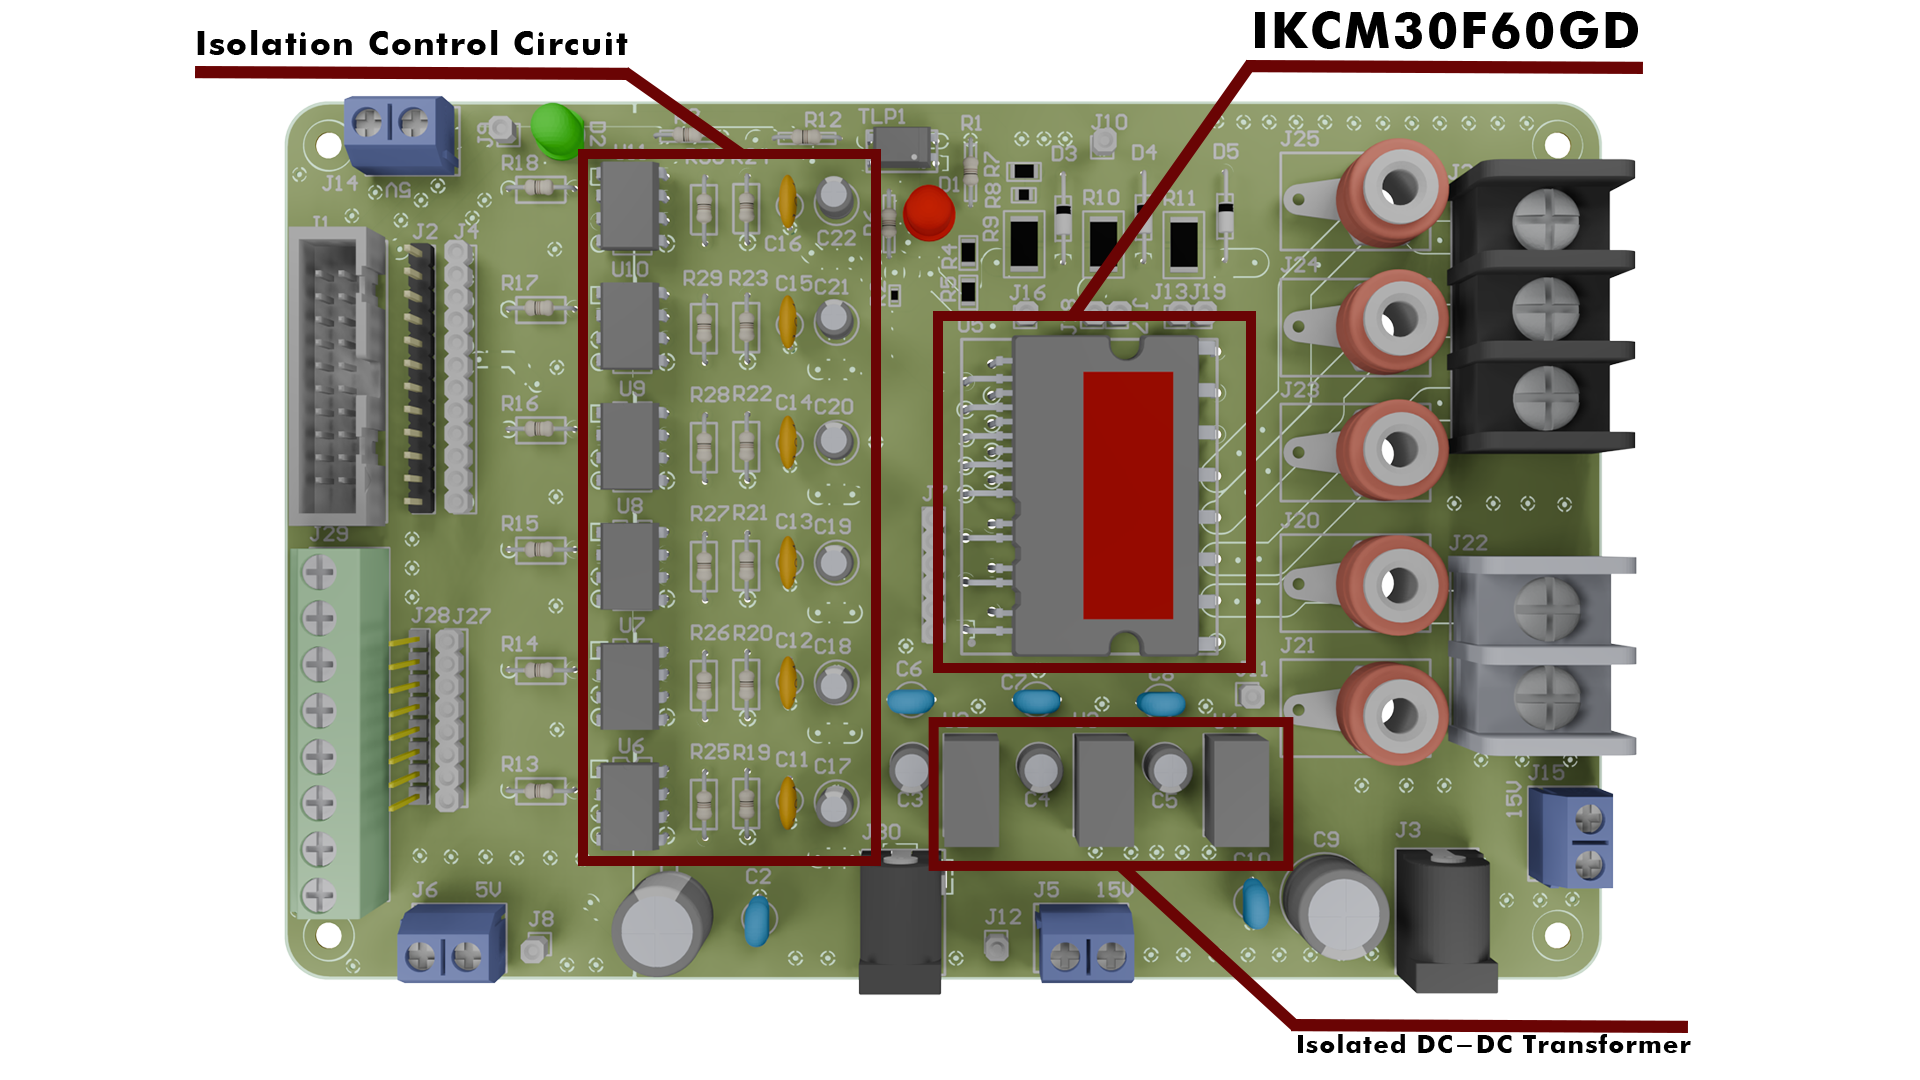 Isolation Control Circuit
IKCM30F60GD
J9
D2
R12
TLP1
R1
J10
J25
R18
J14
5V
D1
R7
R8
D3
D4
D5
R10
R11
R9
R4
R5
C16
C22
J1
J2
J4
U10
R17
R29
R23
C15
C21
J16
J13
J19
U5
J24
U9
R16
R28
R22
C14
C20
J23
U8
R15
R27
R21
C13
C19
J20
J22
J29
J28
J27
U7
R14
R26
R20
C12
C18
J21
U6
R13
R25
R19
C11
C17
C6
C7
C3
C4
C5
J15
15V
J30
C9
J3
J6
5V
J8
C2
J12
J5
15V
Isolated DC–DC Transformer